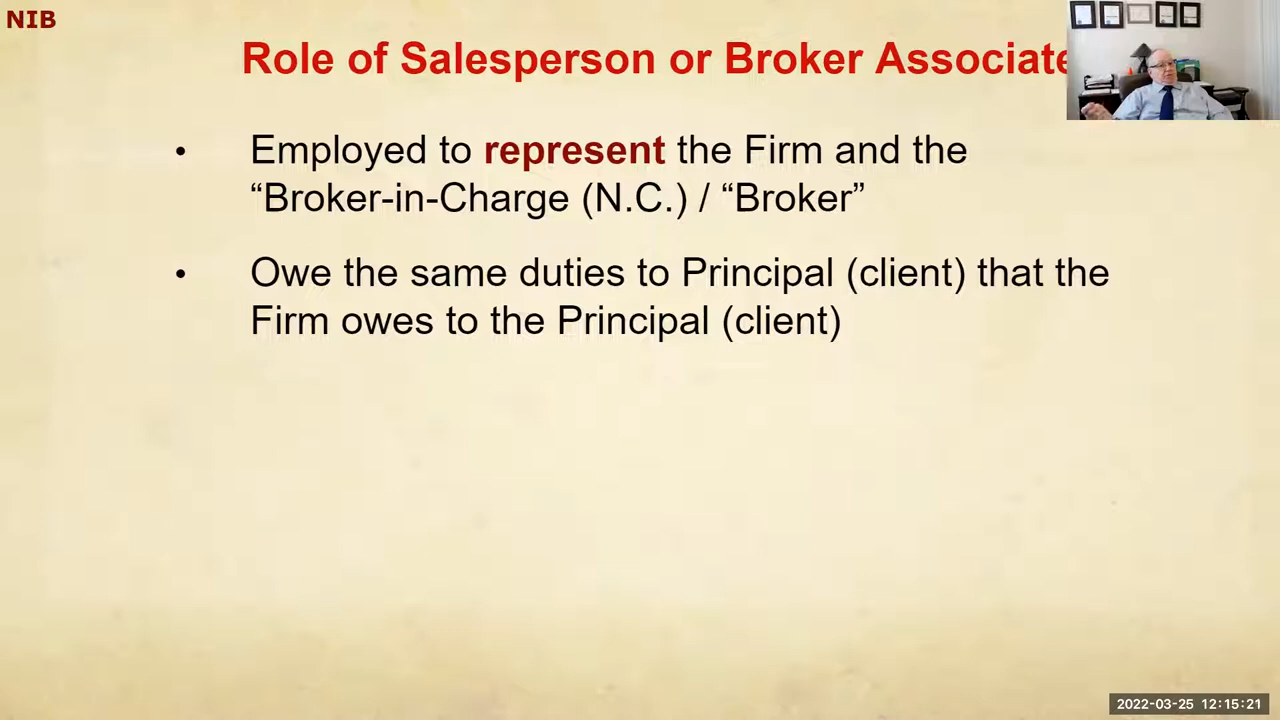 NIB
Role of Salesperson or Broker Associate
• Employed to represent the Firm and the
“Broker-in-Charge (N.C.) / “Broker”
• Owe the same duties to Principal (client) that the
Firm owes to the Principal (client)
2022-03-25 12:15:21